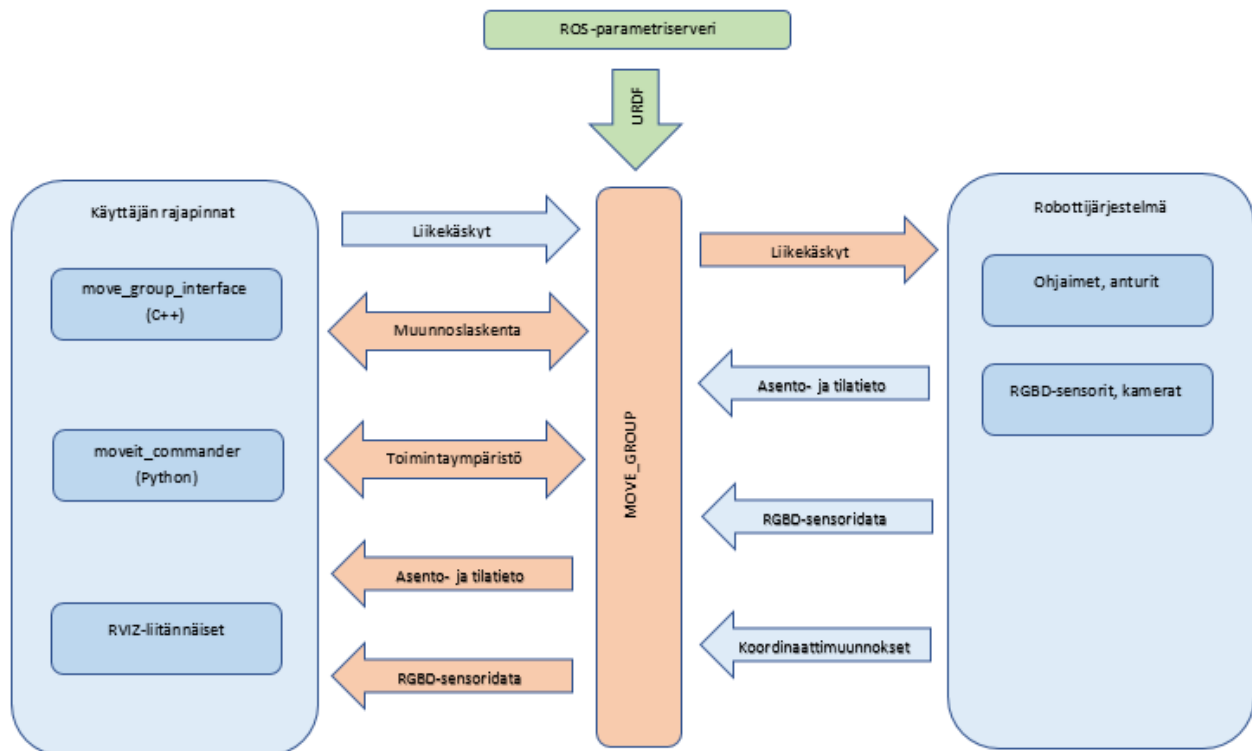 ROS-parametriserveri
URDF
Käyttäjän rajapinnat
move_group_interface
(C++)
moveit_commander
(Python)
RVIZ-liitännäiset
Liikekäskyt
Muunnoslaskenta
Toimintaympäristö
Asento- ja tilatieto
RGBD-sensoridata
MOVE_GROUP
Liikekäskyt
Asento- ja tilatieto
RGBD-sensoridata
Koordinaattimuunnokset
Robottijärjestelmä
Ohjaimet, anturit
RGBD-sensorit, kamerat